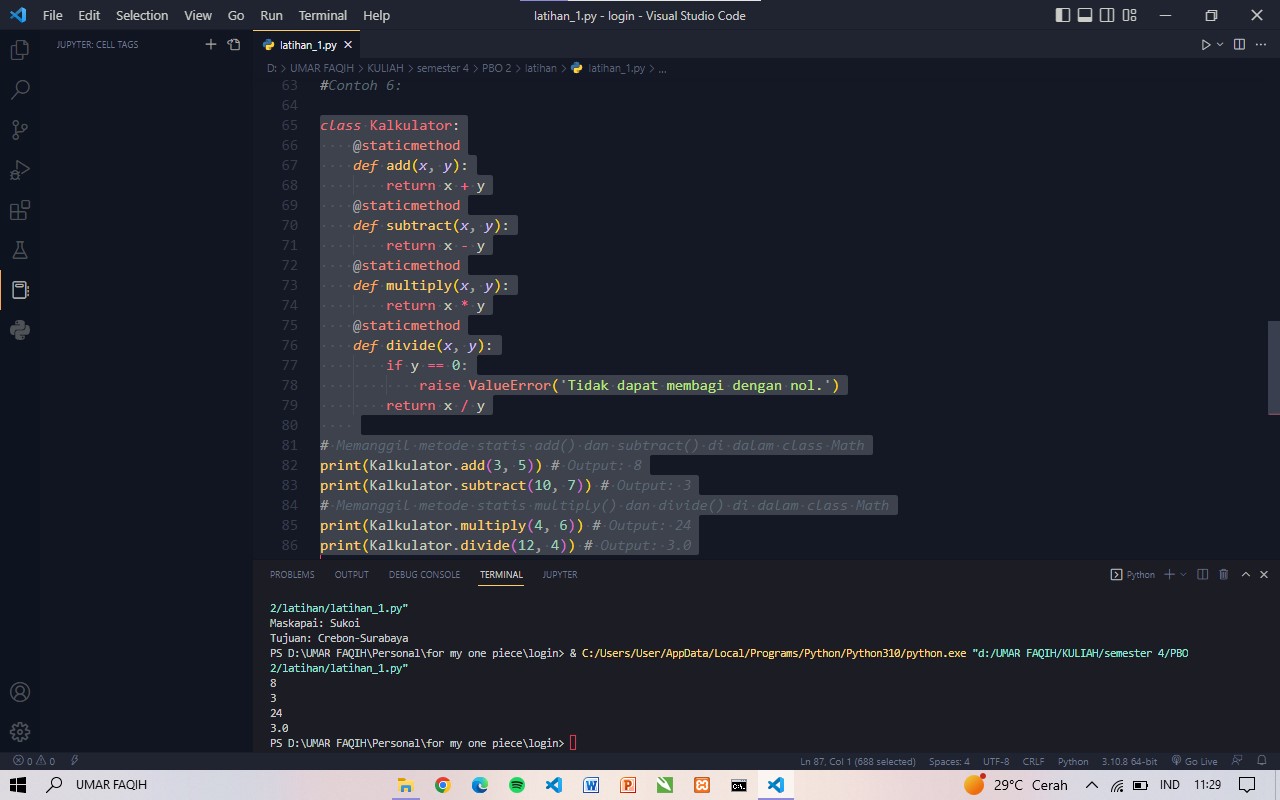 File Edit Selection View Go Run Terminal Help
latihan_1.py - login - Visual Studio Code
JUPYTER: CELL TAGS
latihan_1.py
D: > UMAR FAQIH > KULIAH > semester 4 > PBO 2 > latihan > latihan_1.py > ...
63 #Contoh 6:
64
65 class Kalkulator:
66 @staticmethod
67 def add(x, y):
68 return x + y
69 @staticmethod
70 def subtract(x, y):
71 return x - y
72 @staticmethod
73 def multiply(x, y):
74 return x * y
75 @staticmethod
76 def divide(x, y):
77 if y == 0:
78 raise ValueError('Tidak dapat membagi dengan nol.')
79 return x / y
80
81 # Memanggil metode statis add() dan subtract() di dalam class Math
82 print(Kalkulator.add(3, 5)) # Output: 8
83 print(Kalkulator.subtract(10, 7)) # Output: 3
84 # Memanggil metode statis multiply() dan divide() di dalam class Math
85 print(Kalkulator.multiply(4, 6)) # Output: 24
86 print(Kalkulator.divide(12, 4)) # Output: 3.0
PROBLEMS OUTPUT DEBUG CONSOLE TERMINAL JUPYTER
Python
2/latihan/latihan_1.py"
Maskapai: Sukoi
Tujuan: Crebon-Surabaya
PS D:\UMAR FAQIH\Personal\for my one piece\login> & C:/Users/User/AppData/Local/Programs/Python/Python310/python.exe "d:/UMAR FAQIH/KULIAH/semester 4/PBO
2/latihan/latihan_1.py"
8
3
24
3.0
PS D:\UMAR FAQIH\Personal\for my one piece\login>
0 0 Ln 87, Col 1 (688 selected) Spaces: 4 UTF-8 CRLF Python 3.10.8 64-bit Go Live
UMAR FAQIH
29°C Cerah IND 11:29